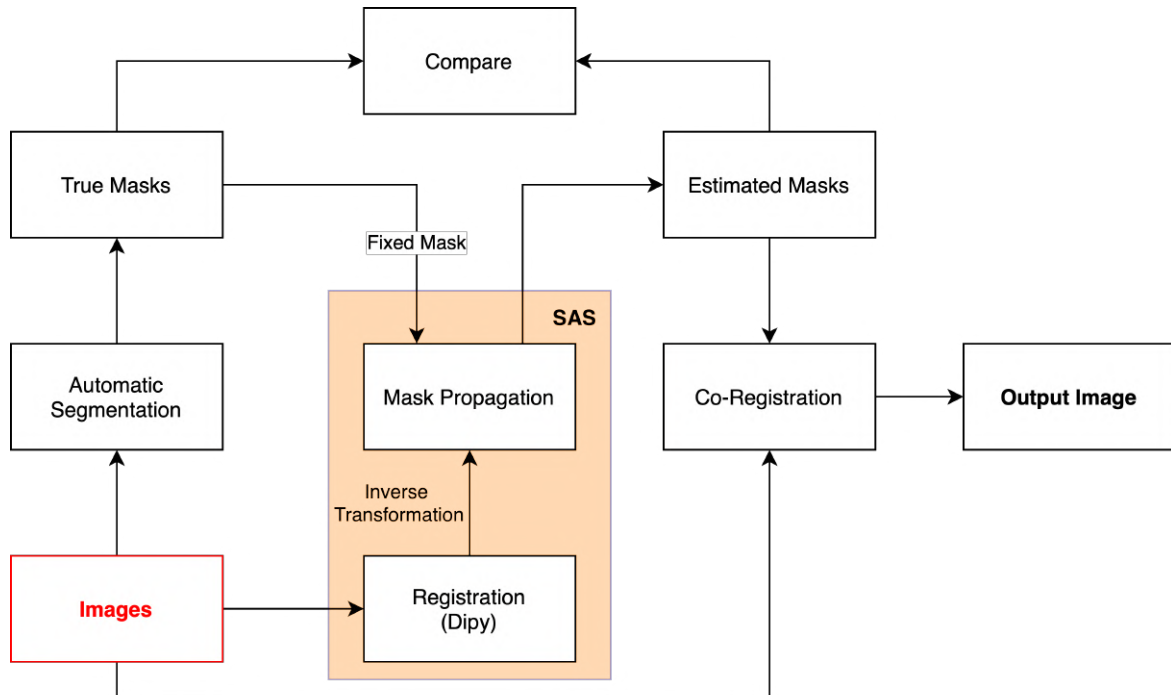 Compare
True Masks
Estimated Masks
Fixed Mask
SAS
Automatic
Segmentation
Mask Propagation
Co-Registration
Output Image
Inverse
Transformation
Images
Registration
(Dipy)